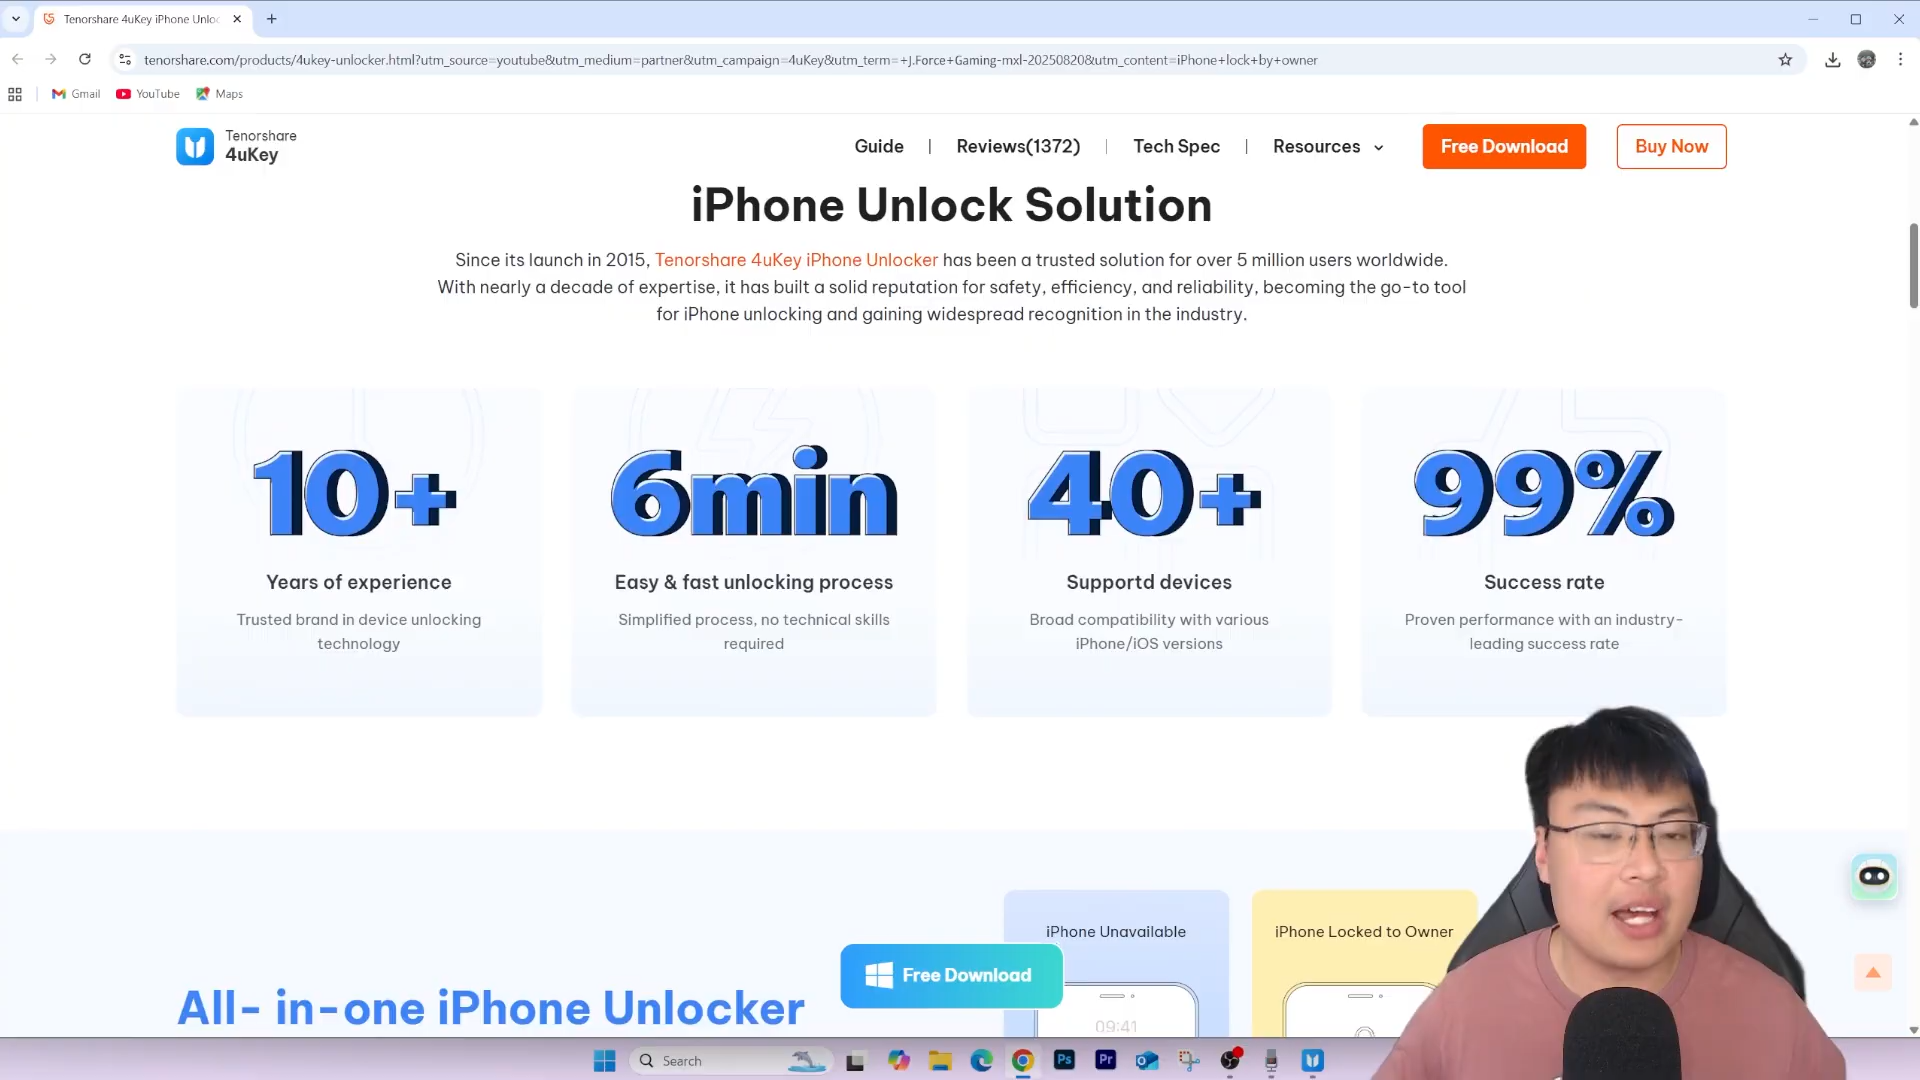 Tenorshare 4uKey iPhone Unloc
tenorshare.com/products/4ukey-unlocker.html?utm_source=youtube&utm_medium=partner&utm_campaign=4uKey&utm_term=+J.Force+Gaming-mxl-20250820&utm_content=iPhone+lock+by+owner
Gmail
YouTube
Maps
Tenorshare
4uKey
Guide
Reviews(1372)
Tech Spec
Resources
Free Download
Buy Now
iPhone Unlock Solution
Since its launch in 2015, Tenorshare 4uKey iPhone Unlocker has been a trusted solution for over 5 million users worldwide.
With nearly a decade of expertise, it has built a solid reputation for safety, efficiency, and reliability, becoming the go-to tool
for iPhone unlocking and gaining widespread recognition in the industry.
10+
Years of experience
Trusted brand in device unlocking
technology
6min
Easy & fast unlocking process
Simplified process, no technical skills
required
40+
Supportd devices
Broad compatibility with various
iPhone/iOS versions
99%
Success rate
Proven performance with an industry-
leading success rate
iPhone Unavailable
iPhone Locked to Owner
Free Download
All- in-one iPhone Unlocker
09:41
Search
Ps
Pr